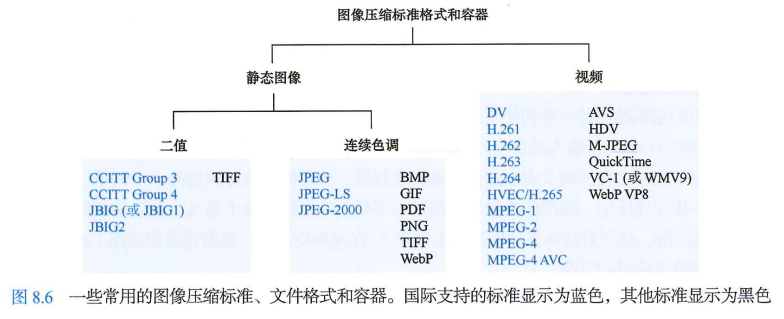 图像压缩标准格式和容器
静态图像
视频
二值
连续色调
CCITT Group 3 TIFF
CCITT Group 4
JBIG (或 JBIG1)
JBIG2
JPEG BMP
JPEG-LS GIF
JPEG-2000 PDF
PNG
TIFF
WebP
DV AVS
H.261 HDV
H.262 M-JPEG
H.263 QuickTime
H.264 VC-1 (或 WMV9)
HVEC/H.265 WebP VP8
MPEG-1
MPEG-2
MPEG-4
MPEG-4 AVC
图 8.6 一些常用的图像压缩标准、文件格式和容器。国际支持的标准显示为蓝色，其他标准显示为黑色